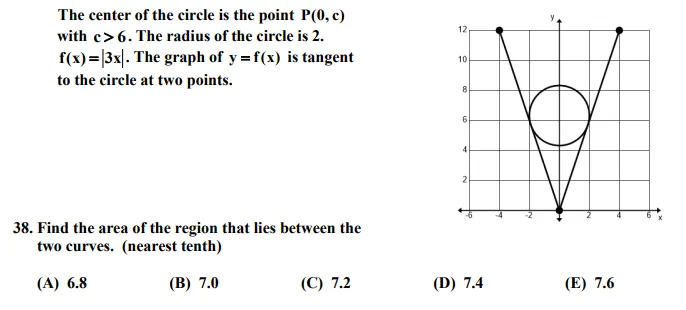 The center of the circle is the point P(0, c)
with c > 6. The radius of the circle is 2.
f(x) = |3x|. The graph of y = f(x) is tangent
to the circle at two points.
y
12
10
8
6
4
2
-6 -4 -2 2 4 6 x
38. Find the area of the region that lies between the
two curves. (nearest tenth)
(A) 6.8 (B) 7.0 (C) 7.2 (D) 7.4 (E) 7.6